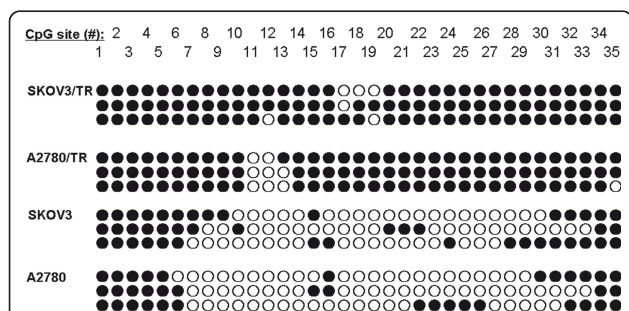 CpG site (#): 2 4 6 8 10 12 14 16 18 20 22 24 26 28 30 32 34
1 3 5 7 9 11 13 15 17 19 21 23 25 27 29 31 33 35
SKOV3/TR
A2780/TR
SKOV3
A2780